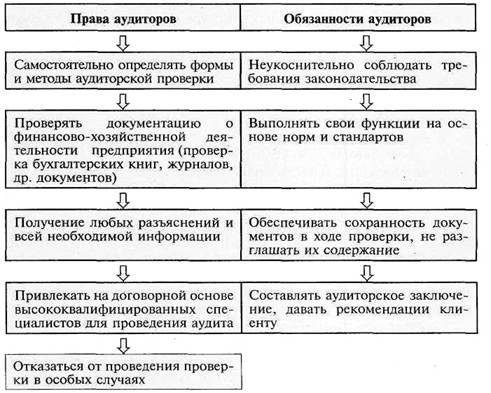 Права аудиторов
Обязанности аудиторов
Самостоятельно определять формы
и методы аудиторской проверки
Неукоснительно соблюдать тре-
бования законодательства
Проверять документацию о
финансово-хозяйственной дея-
тельности предприятия (провер-
ка бухгалтерских книг, журналов,
др. документов)
Выполнять свои функции на ос-
нове норм и стандартов
Получение любых разъяснений и
всей необходимой информации
Обеспечивать сохранность доку-
ментов в ходе проверки, не раз-
глашать их содержание
Привлекать на договорной основе
высококвалифицированных спе-
циалистов для проведения аудита
Составлять аудиторское заключе-
ние, давать рекомендации кли-
енту
Отказаться от проведения провер-
ки в особых случаях